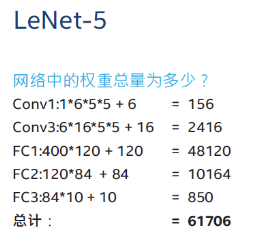 LeNet-5
网络中的权重总量为多少？
Conv1:1*6*5*5 + 6 = 156
Conv3:6*16*5*5 + 16 = 2416
FC1:400*120 + 120 = 48120
FC2:120*84 + 84 = 10164
FC3:84*10 + 10 = 850
总计： = 61706